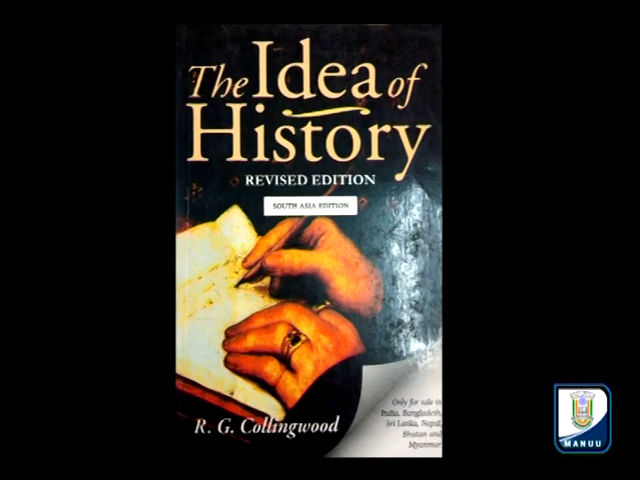 The Idea of
History
REVISED EDITION
SOUTH ASIA EDITION
R. G. Collingwood
Only for sale in
India, Bangladesh,
Sri Lanka, Nepal,
Bhutan and
Myanmar
MANUU